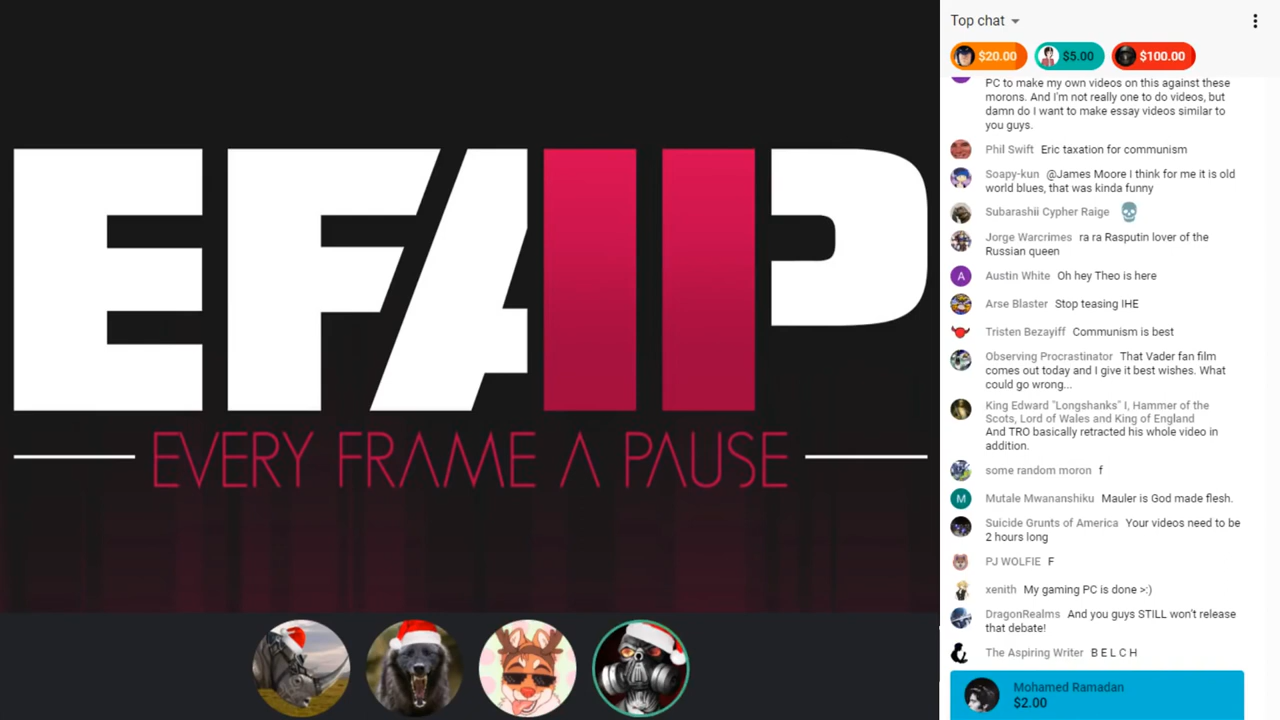 EFAP
EVERY FRAME A PAUSE
Top chat
$20.00
$5.00
$100.00
PC to make my own videos on this against these
morons. And I'm not really one to do videos, but
damn do I want to make essay videos similar to
you guys.
Phil Swift Eric taxation for communism
Soapy-kun @James Moore I think for me it is old
world blues, that was kinda funny
Subarashii Cypher Raige
Jorge Warcrimes ra ra Rasputin lover of the
Russian queen
A
Austin White Oh hey Theo is here
Arse Blaster Stop teasing IHE
Tristen Bezayiff Communism is best
Observing Procrastinator That Vader fan film
comes out today and I give it best wishes. What
could go wrong...
King Edward "Longshanks" I, Hammer of the
Scots, Lord of Wales and King of England
And TRO basically retracted his whole video in
addition.
some random moron f
M
Mutale Mwananshiku Mauler is God made flesh.
Suicide Grunts of America Your videos need to be
2 hours long
PJ WOLFIE F
xenith My gaming PC is done >:)
DragonRealms And you guys STILL won't release
that debate!
The Aspiring Writer B E L C H
Mohamed Ramadan
$2.00